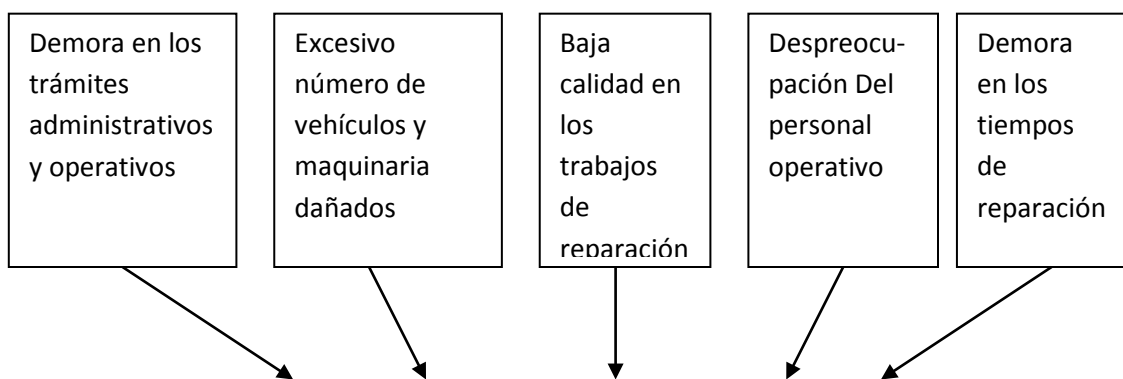 Demora en los
trámites
administrativos
y operativos
Excesivo
número de
vehículos y
maquinaria
dañados
Baja
calidad en
los
trabajos
de
reparación
Despreocu-
pación Del
personal
operativo
Demora
en los
tiempos
de
reparación